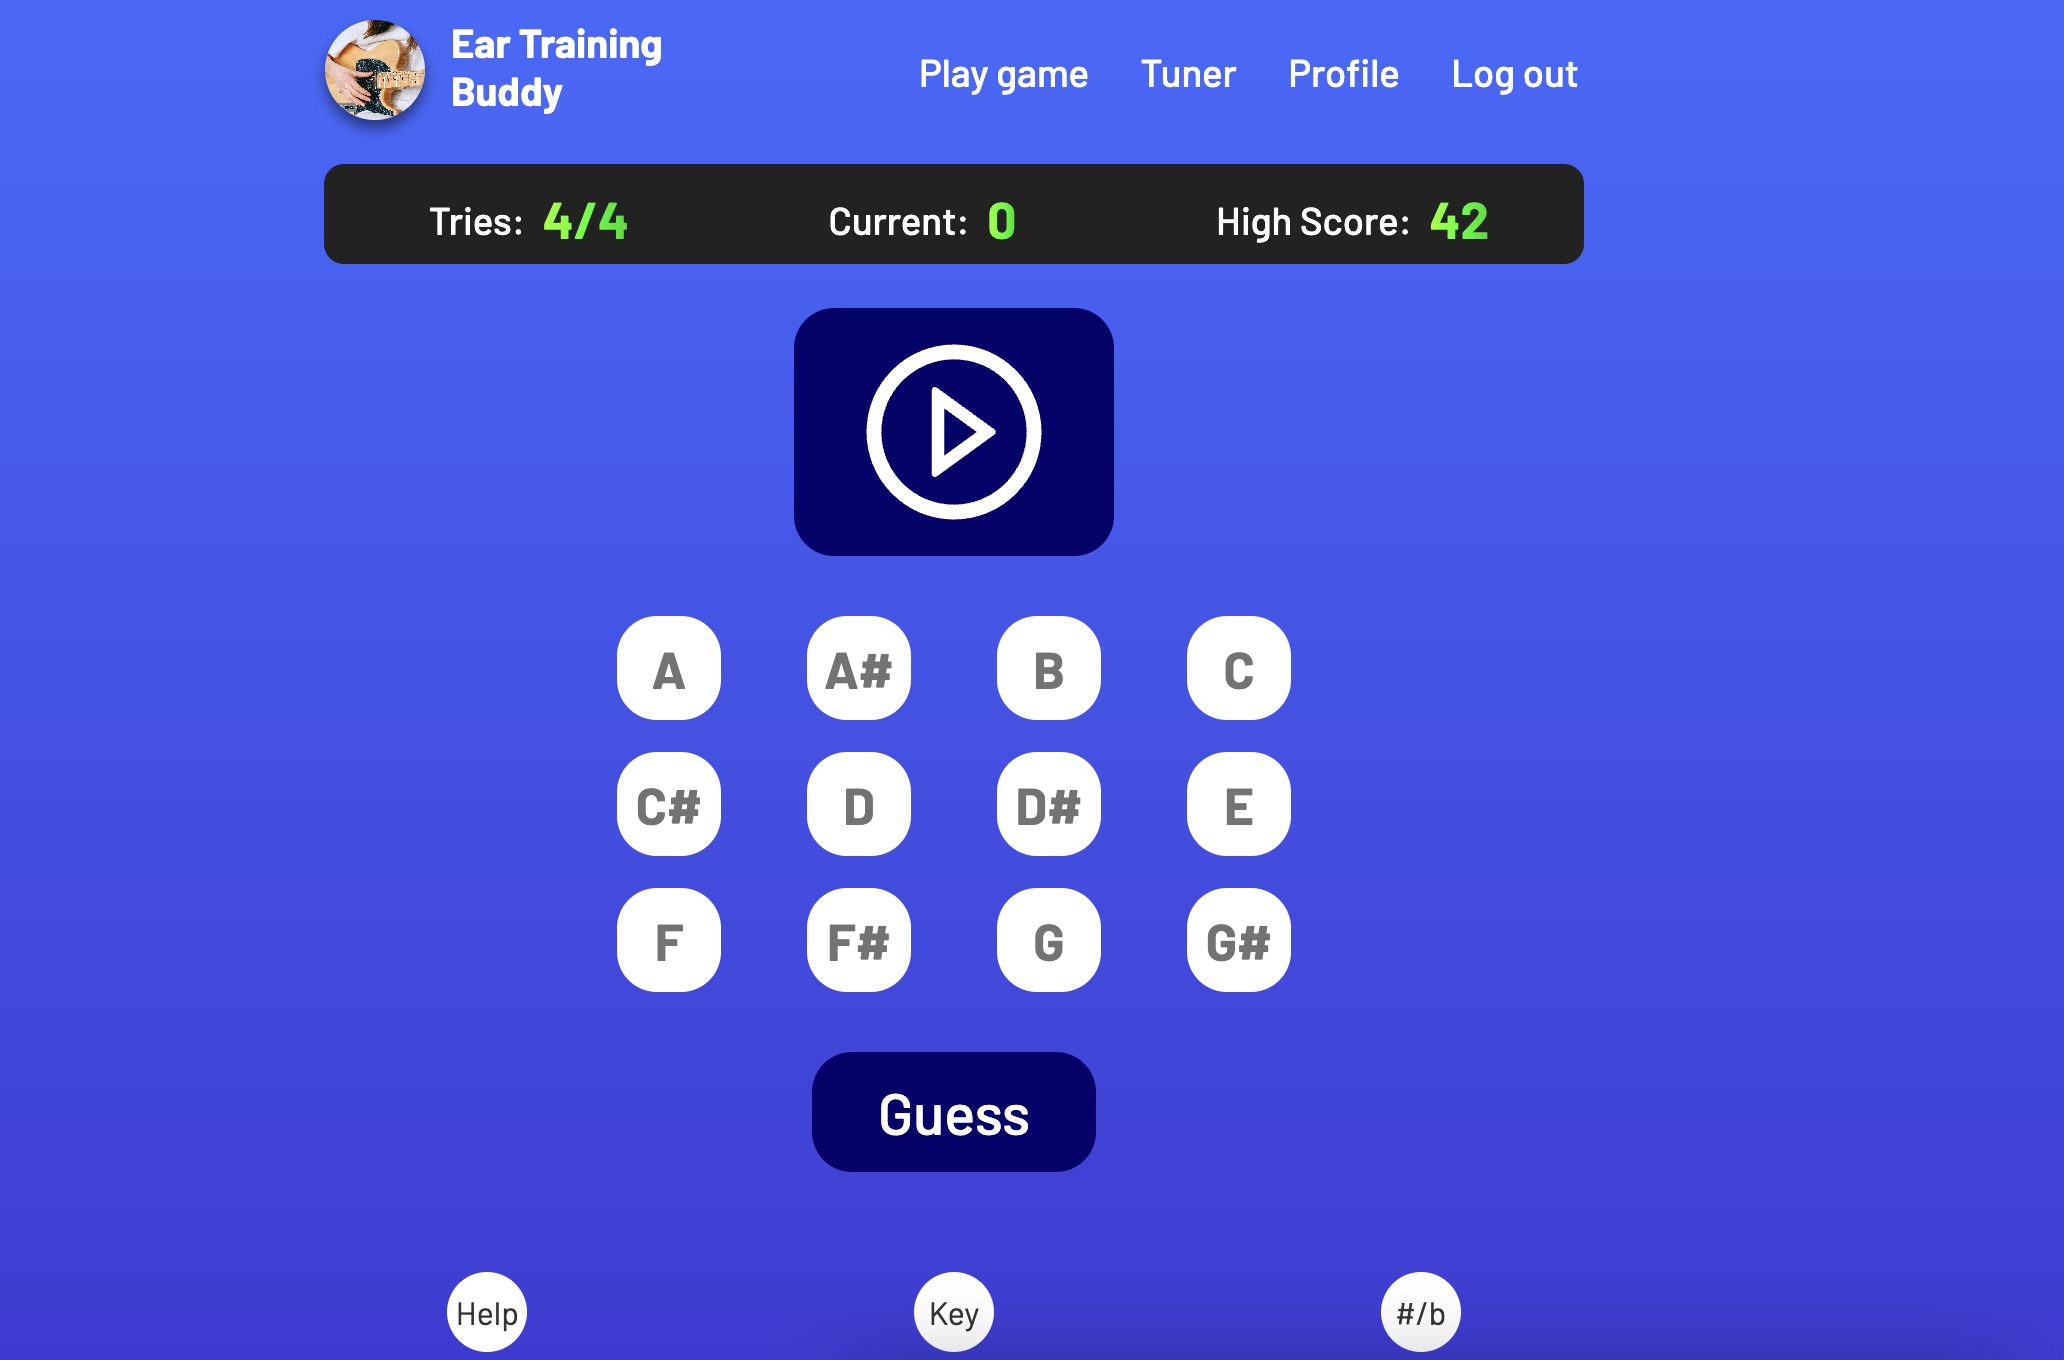 Ear Training
Buddy
Play game Tuner Profile Log out
Tries: 4/4 Current: 0 High Score: 42
A A# B C
C# D D# E
F F# G G#
Guess
Help Key #/b